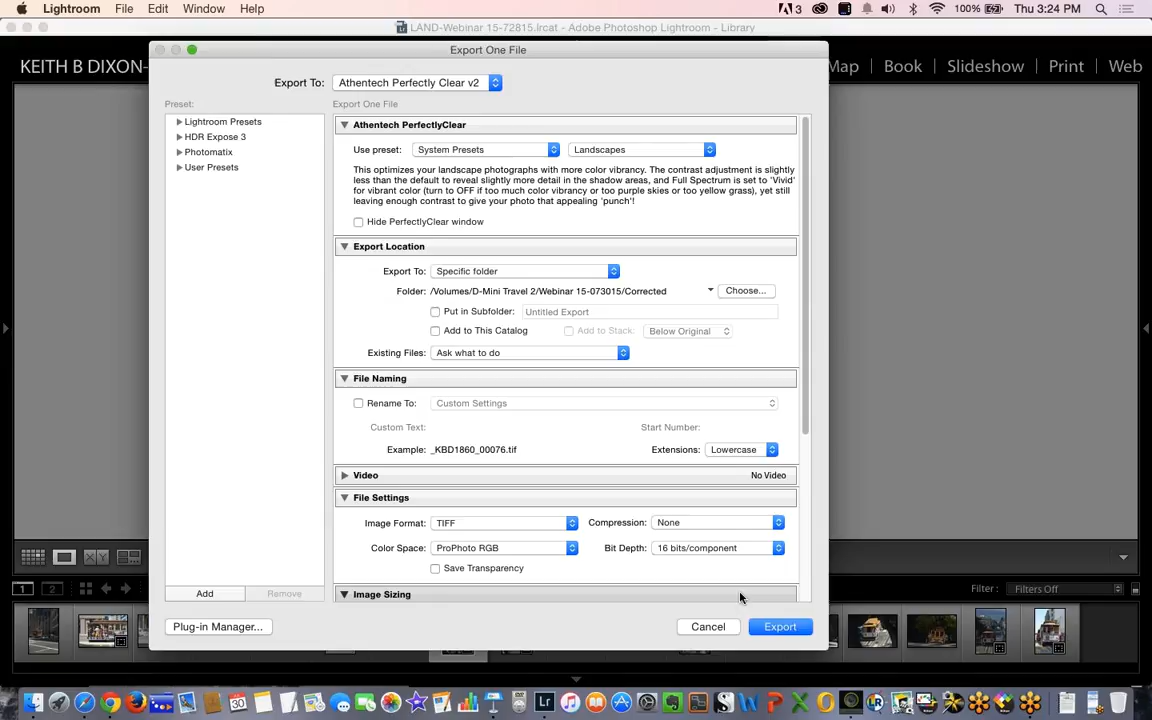 Lightroom File Edit Window Help 3 100% Thu 3:24 PM
LAND-Webinar 15-72815.lrcat - Adobe Photoshop Lightroom - Library
KEITH B DIXON- Map Book Slideshow Print Web
Export One File
Export To: Athentech Perfectly Clear v2
Preset:
Lightroom Presets
HDR Expose 3
Photomatix
User Presets
Add Remove
Export One File
Athentech PerfectlyClear
Use preset: System Presets Landscapes
This optimizes your landscape photographs with more color vibrancy. The contrast adjustment is slightly
less than the default to reveal slightly more detail in the shadow areas, and Full Spectrum is set to 'Vivid'
for vibrant color (turn to OFF if too much color vibrancy or too purple skies or too yellow grass), yet still
leaving enough contrast to give your photo that appealing 'punch'!
Hide PerfectlyClear window
Export Location
Export To: Specific folder
Folder: /Volumes/D-Mini Travel 2/Webinar 15-073015/Corrected Choose...
Put in Subfolder: Untitled Export
Add to This Catalog Add to Stack: Below Original
Existing Files: Ask what to do
File Naming
Rename To: Custom Settings
Custom Text: Start Number:
Example: _KBD1860_00076.tif Extensions: Lowercase
Video No Video
File Settings
Image Format: TIFF Compression: None
Color Space: ProPhoto RGB Bit Depth: 16 bits/component
Save Transparency
Image Sizing
Plug-in Manager... Cancel Export
1 2 Filter : Filters Off